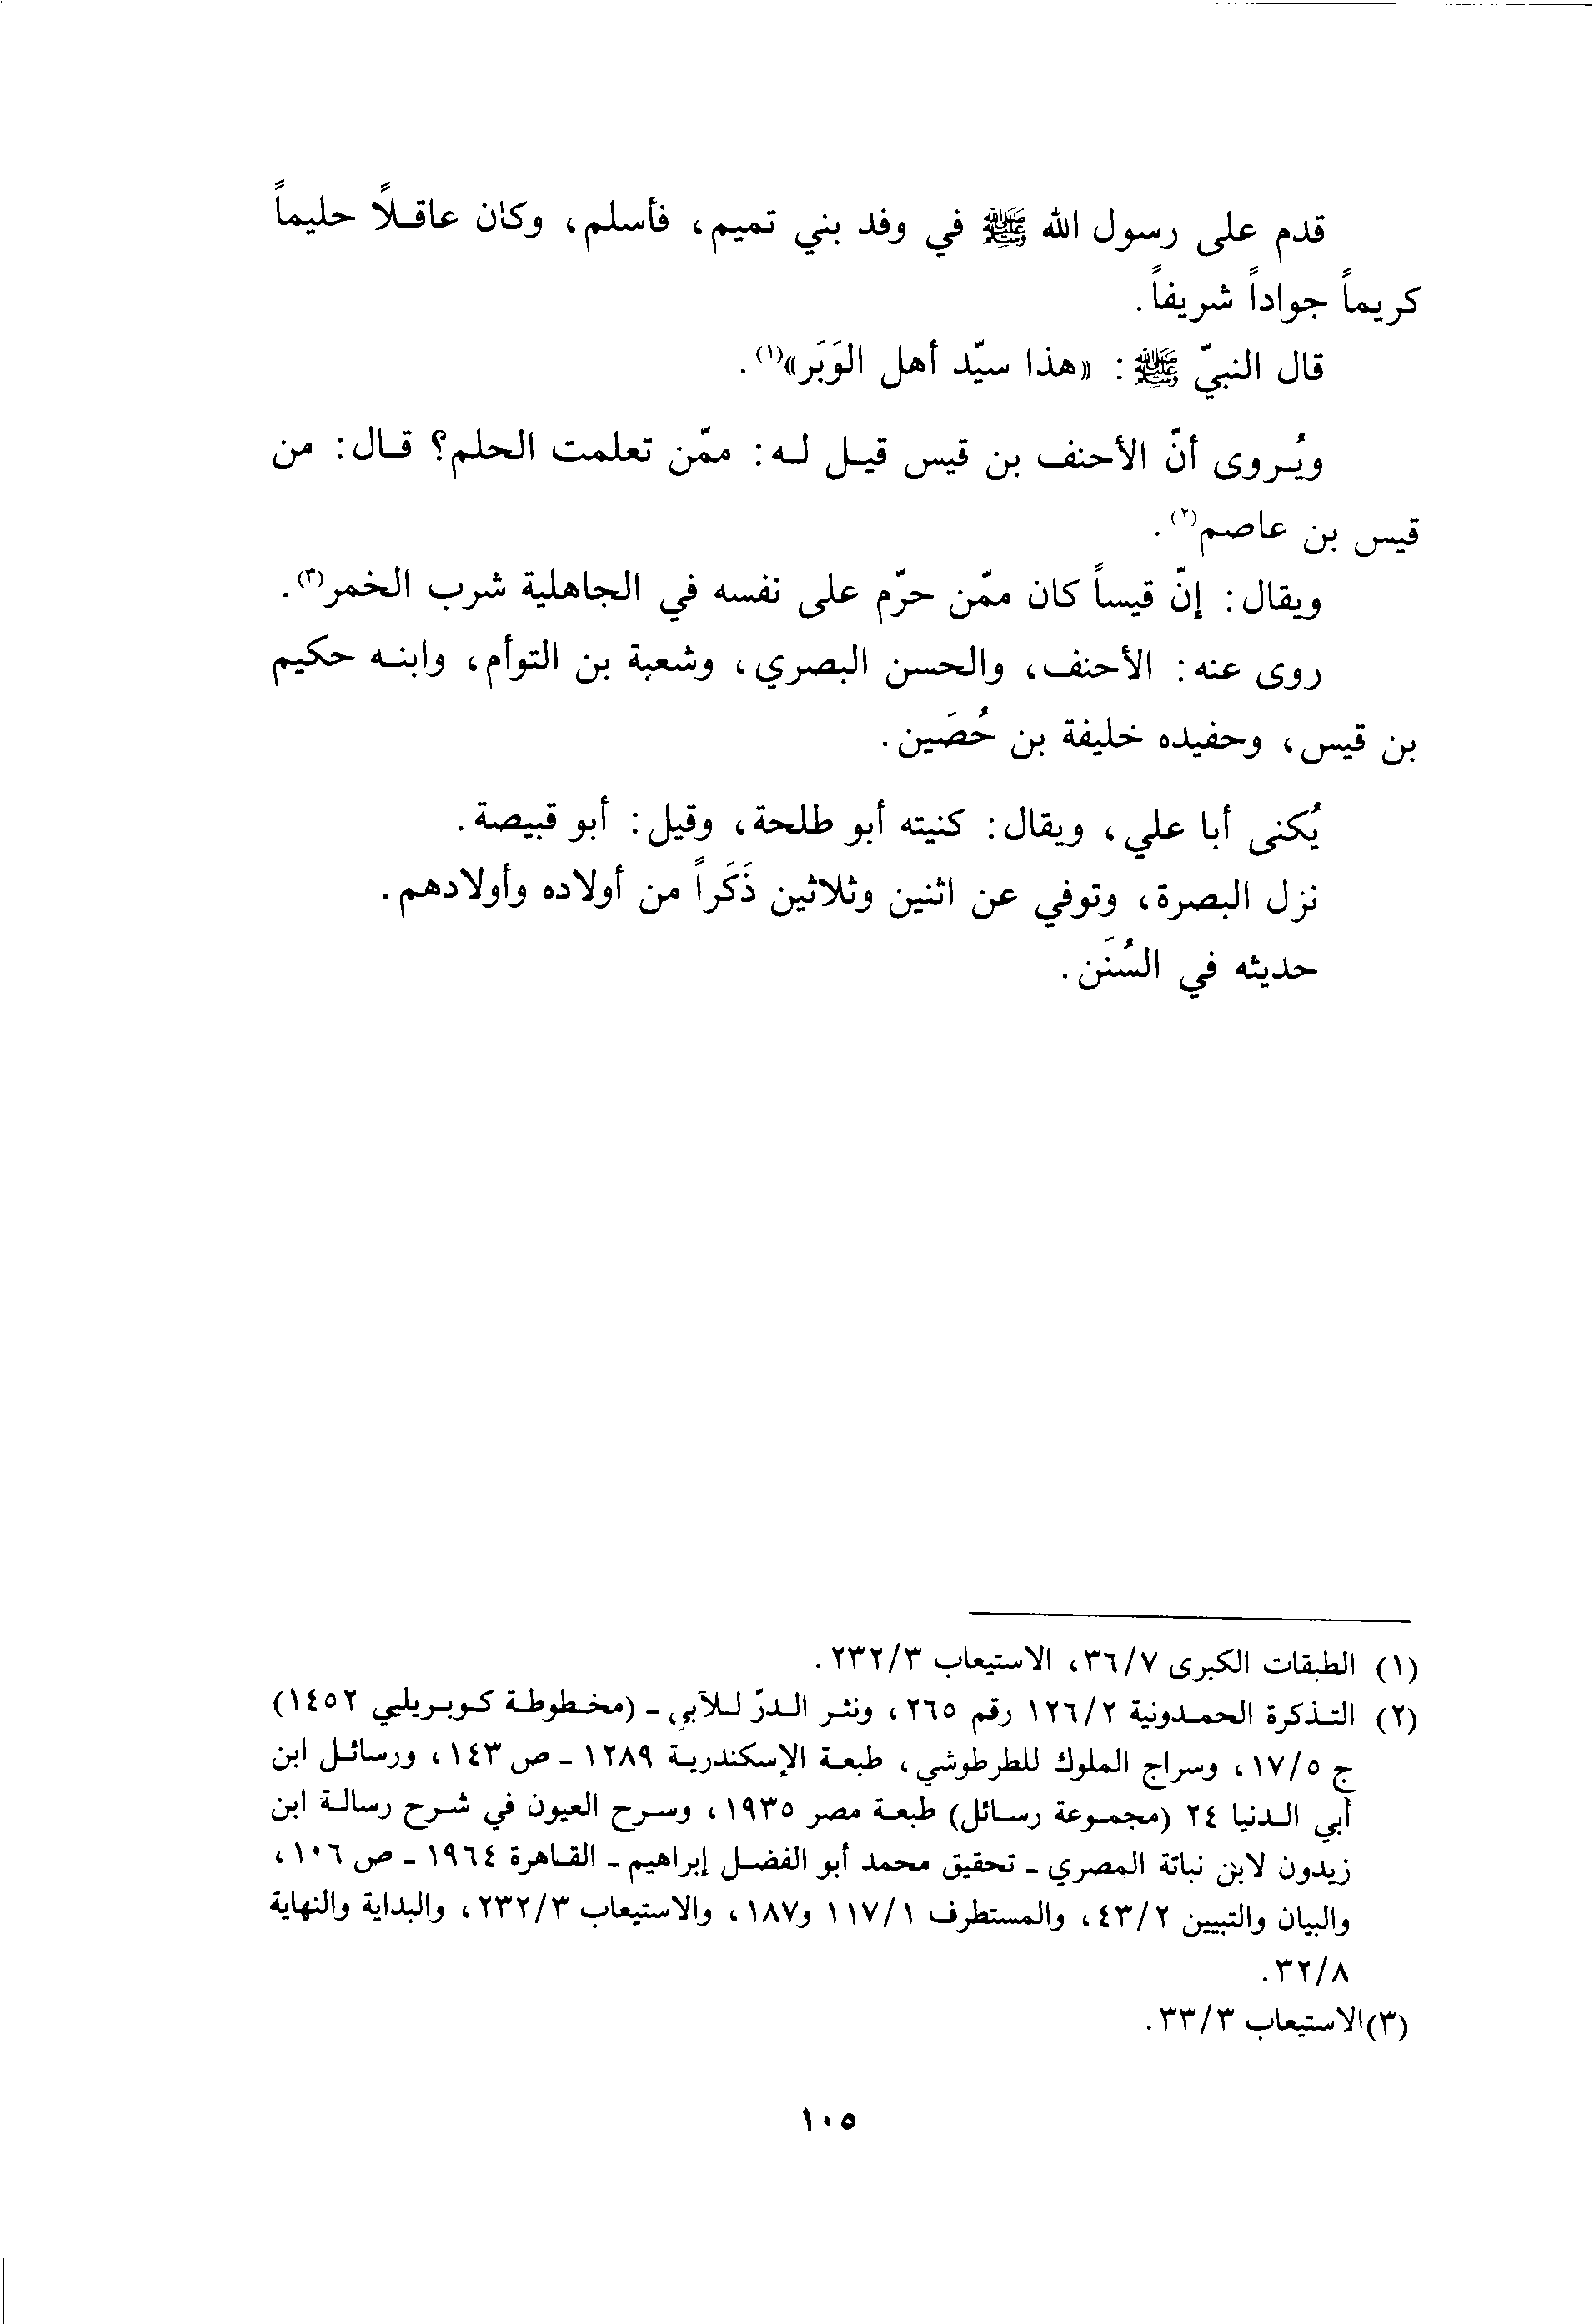 قدم على رسول الله ﷺ في وفد بني تميم، فأسلم، وكان عاقلاً حليماً
كريماً جواداً شريفاً.
قال النبيّ ﷺ: «هذا سيّد أهل الوَبَر»(١).
ويُروى أنّ الأحنف بن قيس قيل له: ممّن تعلمت الحلم؟ قال: من
قيس بن عاصم(٢).
ويقال: إنّ قيساً كان ممّن حرّم على نفسه في الجاهلية شرب الخمر(٣).
روى عنه: الأحنف، والحسن البصري، وشعبة بن التوأم، وابنه حكيم
بن قيس، وحفيده خليفة بن حُصَين.
يُكنى أبا علي، ويقال: كنيته أبو طلحة، وقيل: أبو قبيصة.
نزل البصرة، وتوفي عن اثنين وثلاثين ذَكَراً من أولاده وأولادهم.
حديثه في السُنَن.
(١) الطبقات الكبرى ٣٦/٧، الاستيعاب ٢٣٢/٣.
(٢) التذكرة الحمدونية ١٢٦/٢ رقم ٢٦٥، ونثر الدرّ للآبي - (مخطوطة كوبريليي ١٤٥٢)
ج ١٧/٥، وسراج الملوك للطرطوشي، طبعة الإسكندرية ١٢٨٩ - ص ١٤٣، ورسائل ابن
أبي الدنيا ٢٤ (مجموعة رسائل) طبعة مصر ١٩٣٥، وسرح العيون في شرح رسالة ابن
زيدون لابن نباتة المصري - تحقيق محمد أبو الفضل إبراهيم - القاهرة ١٩٦٤ - ص ١٠٦،
والبيان والتبيين ٤٣/٢، والمستطرف ١١٧/١ و١٨٧، والاستيعاب ٢٣٢/٣، والبداية والنهاية
٣٢/٨.
(٣)الاستيعاب ٣٣/٣.
١٠٥